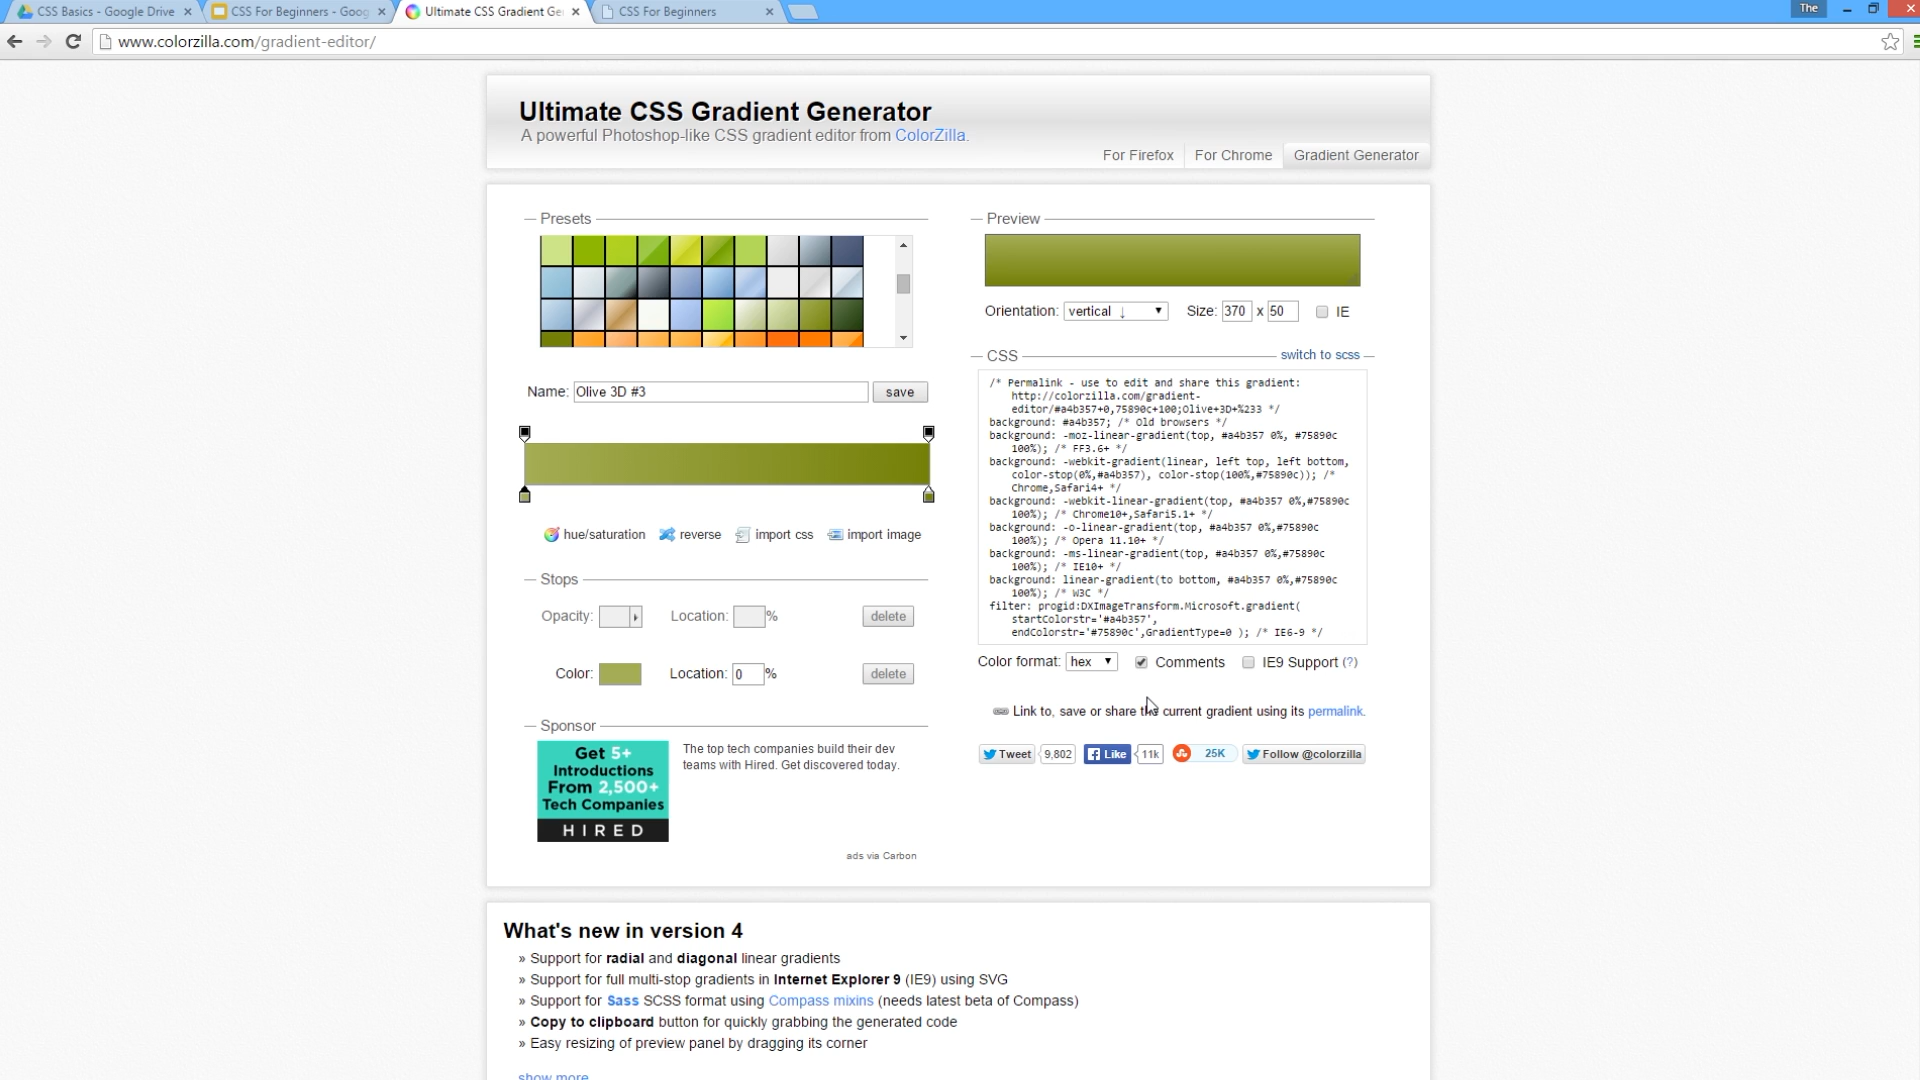 CSS Basics - Google Drive
CSS For Beginners - Goog
Ultimate CSS Gradient Ge
CSS For Beginners
The
www.colorzilla.com/gradient-editor/
Ultimate CSS Gradient Generator
A powerful Photoshop-like CSS gradient editor from ColorZilla.
For Firefox
For Chrome
Gradient Generator
Presets
Name: Olive 3D #3 save
hue/saturation reverse import css import image
Stops
Opacity: Location: % delete
Color: Location: 0 % delete
Sponsor
Get 5+
Introductions
From 2,500+
Tech Companies
HIRED
The top tech companies build their dev
teams with Hired. Get discovered today.
ads via Carbon
Preview
Orientation: vertical ↓ Size: 370 x 50 IE
CSS switch to scss
/* Permalink - use to edit and share this gradient:
http://colorzilla.com/gradient-
editor/#a4b357+0,75890c+100;Olive+3D+%233 */
background: #a4b357; /* Old browsers */
background: -moz-linear-gradient(top, #a4b357 0%, #75890c
100%); /* FF3.6+ */
background: -webkit-gradient(linear, left top, left bottom,
color-stop(0%,#a4b357), color-stop(100%,#75890c)); /*
Chrome,Safari4+ */
background: -webkit-linear-gradient(top, #a4b357 0%,#75890c
100%); /* Chrome10+,Safari5.1+ */
background: -o-linear-gradient(top, #a4b357 0%,#75890c
100%); /* Opera 11.10+ */
background: -ms-linear-gradient(top, #a4b357 0%,#75890c
100%); /* IE10+ */
background: linear-gradient(to bottom, #a4b357 0%,#75890c
100%); /* W3C */
filter: progid:DXImageTransform.Microsoft.gradient(
startColorstr='#a4b357',
endColorstr='#75890c',GradientType=0 ); /* IE6-9 */
Color format: hex Comments IE9 Support (?)
Link to, save or share the current gradient using its permalink.
Tweet 9,802 Like 11k 25K Follow @colorzilla
What's new in version 4
» Support for radial and diagonal linear gradients
» Support for full multi-stop gradients in Internet Explorer 9 (IE9) using SVG
» Support for Sass SCSS format using Compass mixins (needs latest beta of Compass)
» Copy to clipboard button for quickly grabbing the generated code
» Easy resizing of preview panel by dragging its corner
show more